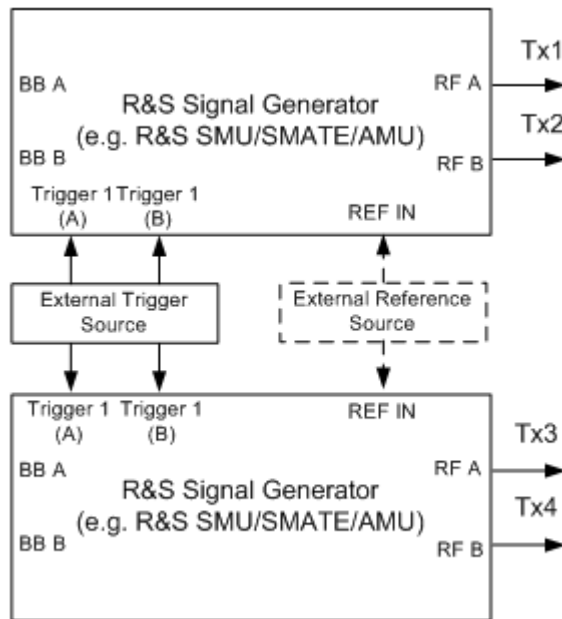 Tx1
BB A
RF A
R&S Signal Generator
(e.g. R&S SMU/SMATE/AMU)
Tx2
BB B
RF B
Trigger 1 Trigger 1
(A) (B)
REF IN
External Trigger
Source
External Reference
Source
Trigger 1 Trigger 1
(A) (B)
REF IN
Tx3
BB A
RF A
R&S Signal Generator
(e.g. R&S SMU/SMATE/AMU)
Tx4
BB B
RF B